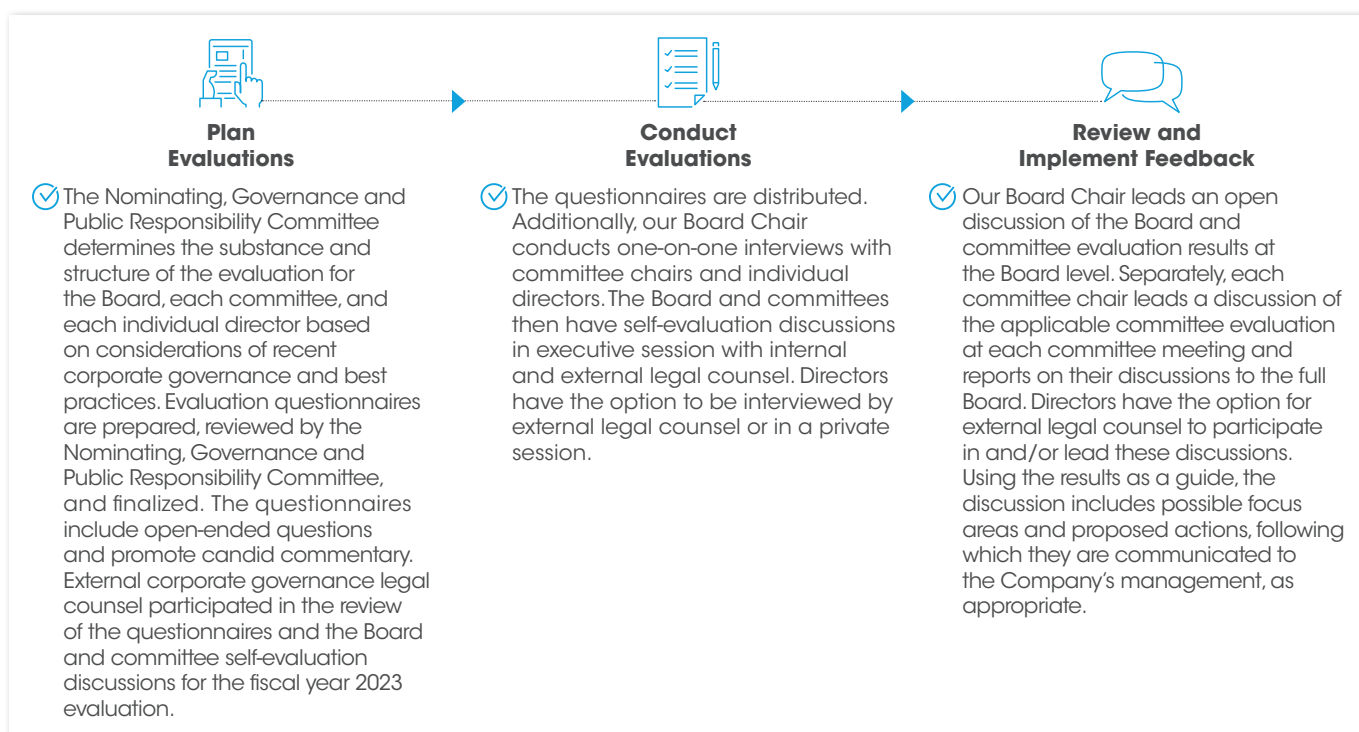 Plan
Evaluations
The Nominating, Governance and
Public Responsibility Committee
determines the substance and
structure of the evaluation for
the Board, each committee, and
each individual director based
on considerations of recent
corporate governance and best
practices. Evaluation questionnaires
are prepared, reviewed by the
Nominating, Governance and
Public Responsibility Committee,
and finalized. The questionnaires
include open-ended questions
and promote candid commentary.
External corporate governance legal
counsel participated in the review
of the questionnaires and the Board
and committee self-evaluation
discussions for the fiscal year 2023
evaluation.
Conduct
Evaluations
The questionnaires are distributed.
Additionally, our Board Chair
conducts one-on-one interviews with
committee chairs and individual
directors. The Board and committees
then have self-evaluation discussions
in executive session with internal
and external legal counsel. Directors
have the option to be interviewed by
external legal counsel or in a private
session.
Review and
Implement Feedback
Our Board Chair leads an open
discussion of the Board and
committee evaluation results at
the Board level. Separately, each
committee chair leads a discussion of
the applicable committee evaluation
at each committee meeting and
reports on their discussions to the full
Board. Directors have the option for
external legal counsel to participate
in and/or lead these discussions.
Using the results as a guide, the
discussion includes possible focus
areas and proposed actions, following
which they are communicated to
the Company's management, as
appropriate.